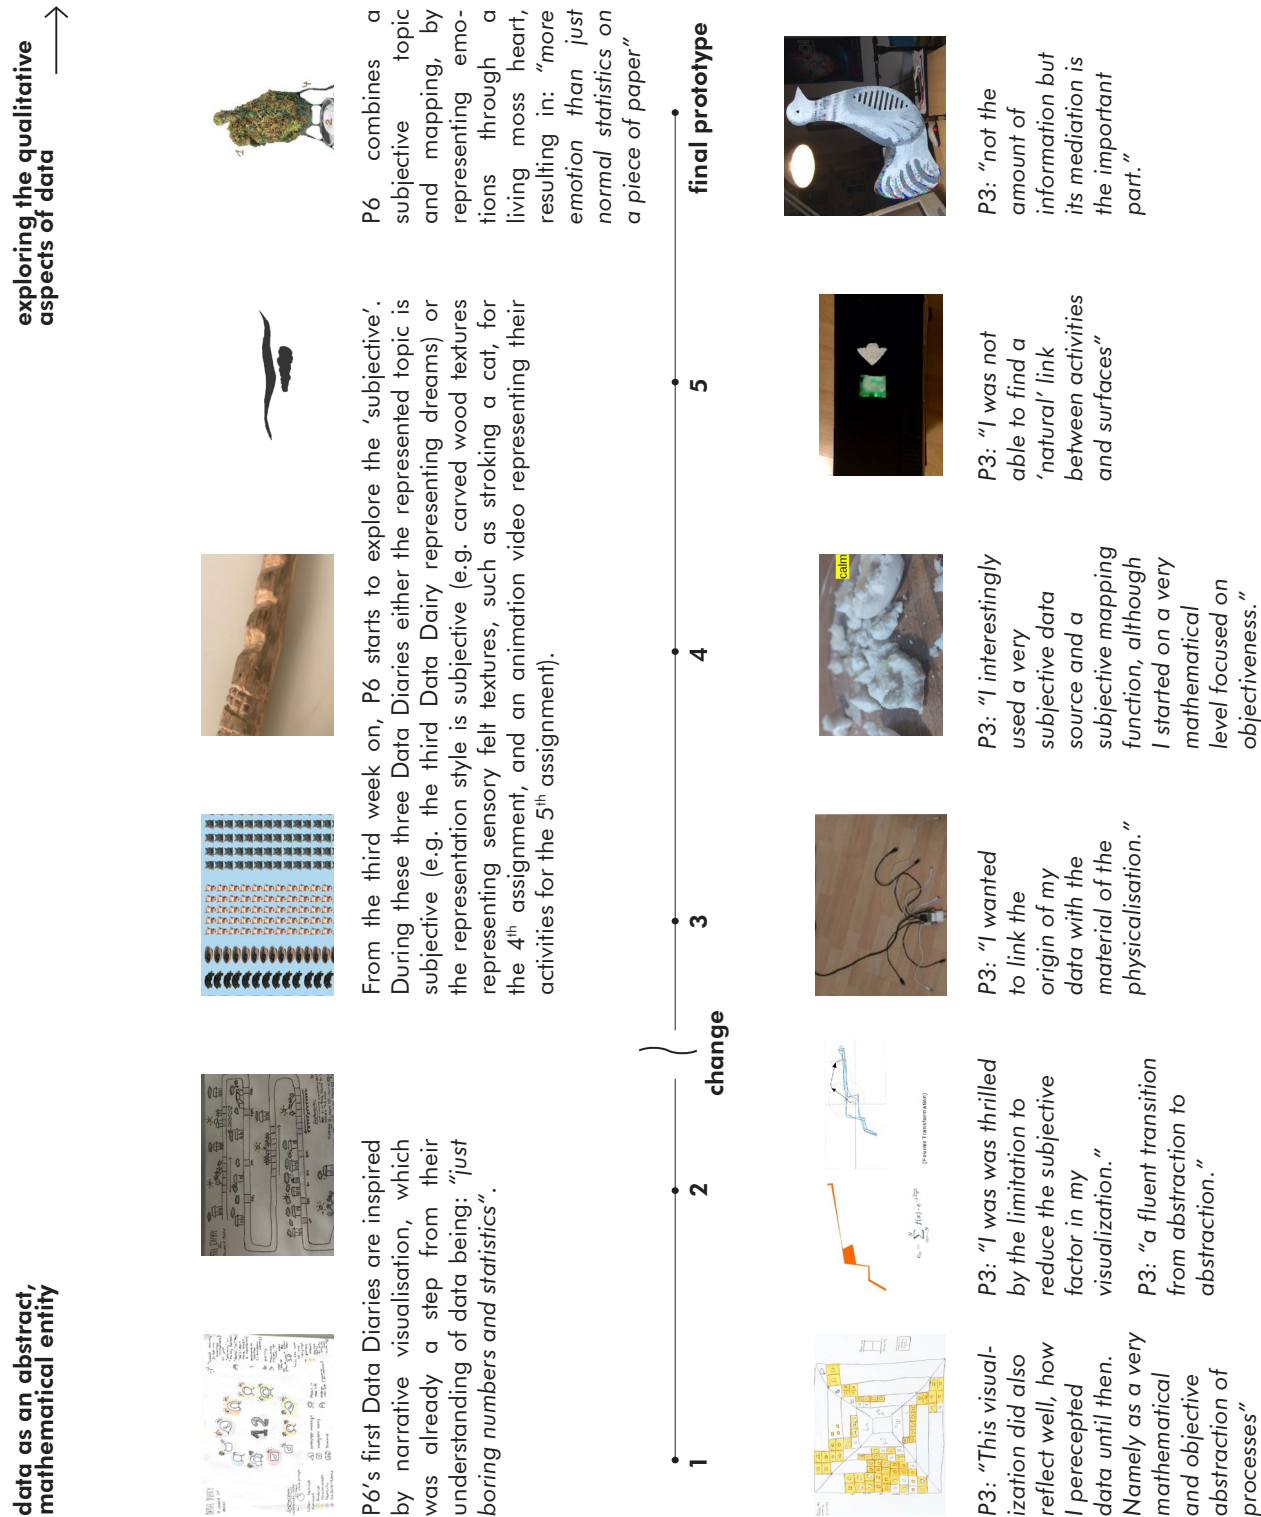 data as an abstract,
mathematical entity
exploring the qualitative
aspects of data
P6's first Data Diaries are inspired
by narrative visualisation, which
was already a step from their
understanding of data being: “just
boring numbers and statistics”.
From the third week on, P6 starts to explore the ‘subjective’.
During these three Data Diaries either the represented topic is
subjective (e.g. the third Data Dairy representing dreams) or
the representation style is subjective (e.g. carved wood textures
representing sensory felt textures, such as stroking a cat, for
the 4th assignment, and an animation video representing their
activities for the 5th assignment).
P6 combines a
subjective topic
and mapping, by
representing emo-
tions through a
living moss heart,
resulting in: “more
emotion than just
normal statistics on
a piece of paper”
1
2
change
3
4
5
final prototype
12
[Fourier Transformation]
calm
P3: “This visual-
ization did also
reflect well, how
I percepted
data until then.
Namely as a very
mathematical
and objective
abstraction of
processes”
P3: “I was was thrilled
by the limitation to
reduce the subjective
factor in my
visualization.”
P3: “a fluent transition
from abstraction to
abstraction.”
P3: “I wanted
to link the
origin of my
data with the
material of the
physicalisation.”
P3: “I interestingly
used a very
subjective data
source and a
subjective mapping
function, although
I started on a very
mathematical
level focused on
objectiveness.”
P3: “I was not
able to find a
‘natural’ link
between activities
and surfaces”
P3: “not the
amount of
information but
its mediation is
the important
part.”